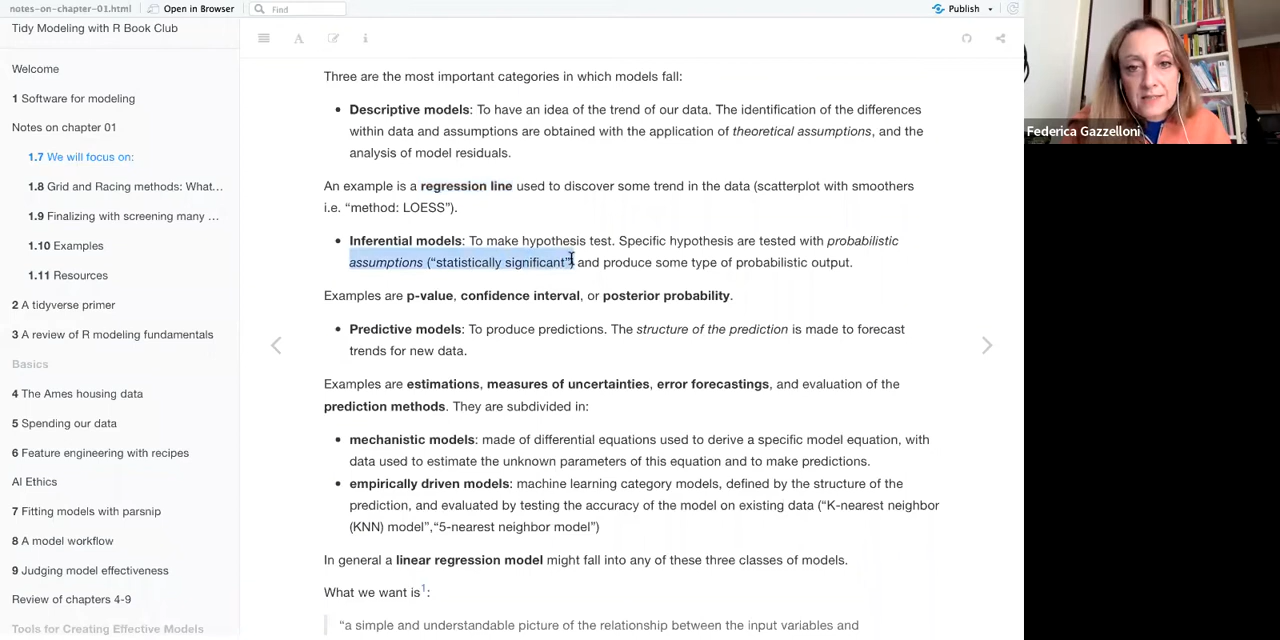 notes-on-chapter-01.html
Open in Browser
Find
Publish
Tidy Modeling with R Book Club
Welcome
1 Software for modeling
Notes on chapter 01
1.7 We will focus on:
1.8 Grid and Racing methods: What...
1.9 Finalizing with screening many ...
1.10 Examples
1.11 Resources
2 A tidyverse primer
3 A review of R modeling fundamentals
Basics
4 The Ames housing data
5 Spending our data
6 Feature engineering with recipes
AI Ethics
7 Fitting models with parsnip
8 A model workflow
9 Judging model effectiveness
Review of chapters 4-9
Tools for Creating Effective Models
A
i
Three are the most important categories in which models fall:
• Descriptive models: To have an idea of the trend of our data. The identification of the differences
within data and assumptions are obtained with the application of theoretical assumptions, and the
analysis of model residuals.
An example is a regression line used to discover some trend in the data (scatterplot with smoothers
i.e. “method: LOESS”).
• Inferential models: To make hypothesis test. Specific hypothesis are tested with probabilistic
assumptions (“statistically significant”) and produce some type of probabilistic output.
Examples are p-value, confidence interval, or posterior probability.
• Predictive models: To produce predictions. The structure of the prediction is made to forecast
trends for new data.
Examples are estimations, measures of uncertainties, error forecastings, and evaluation of the
prediction methods. They are subdivided in:
• mechanistic models: made of differential equations used to derive a specific model equation, with
data used to estimate the unknown parameters of this equation and to make predictions.
• empirically driven models: machine learning category models, defined by the structure of the
prediction, and evaluated by testing the accuracy of the model on existing data (“K-nearest neighbor
(KNN) model”,“5-nearest neighbor model”)
In general a linear regression model might fall into any of these three classes of models.
What we want is1:
“a simple and understandable picture of the relationship between the input variables and
Federica Gazzelloni